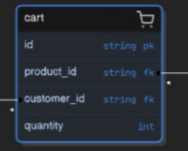 cart
id string pk
product_id string fk
customer_id string fk
quantity int